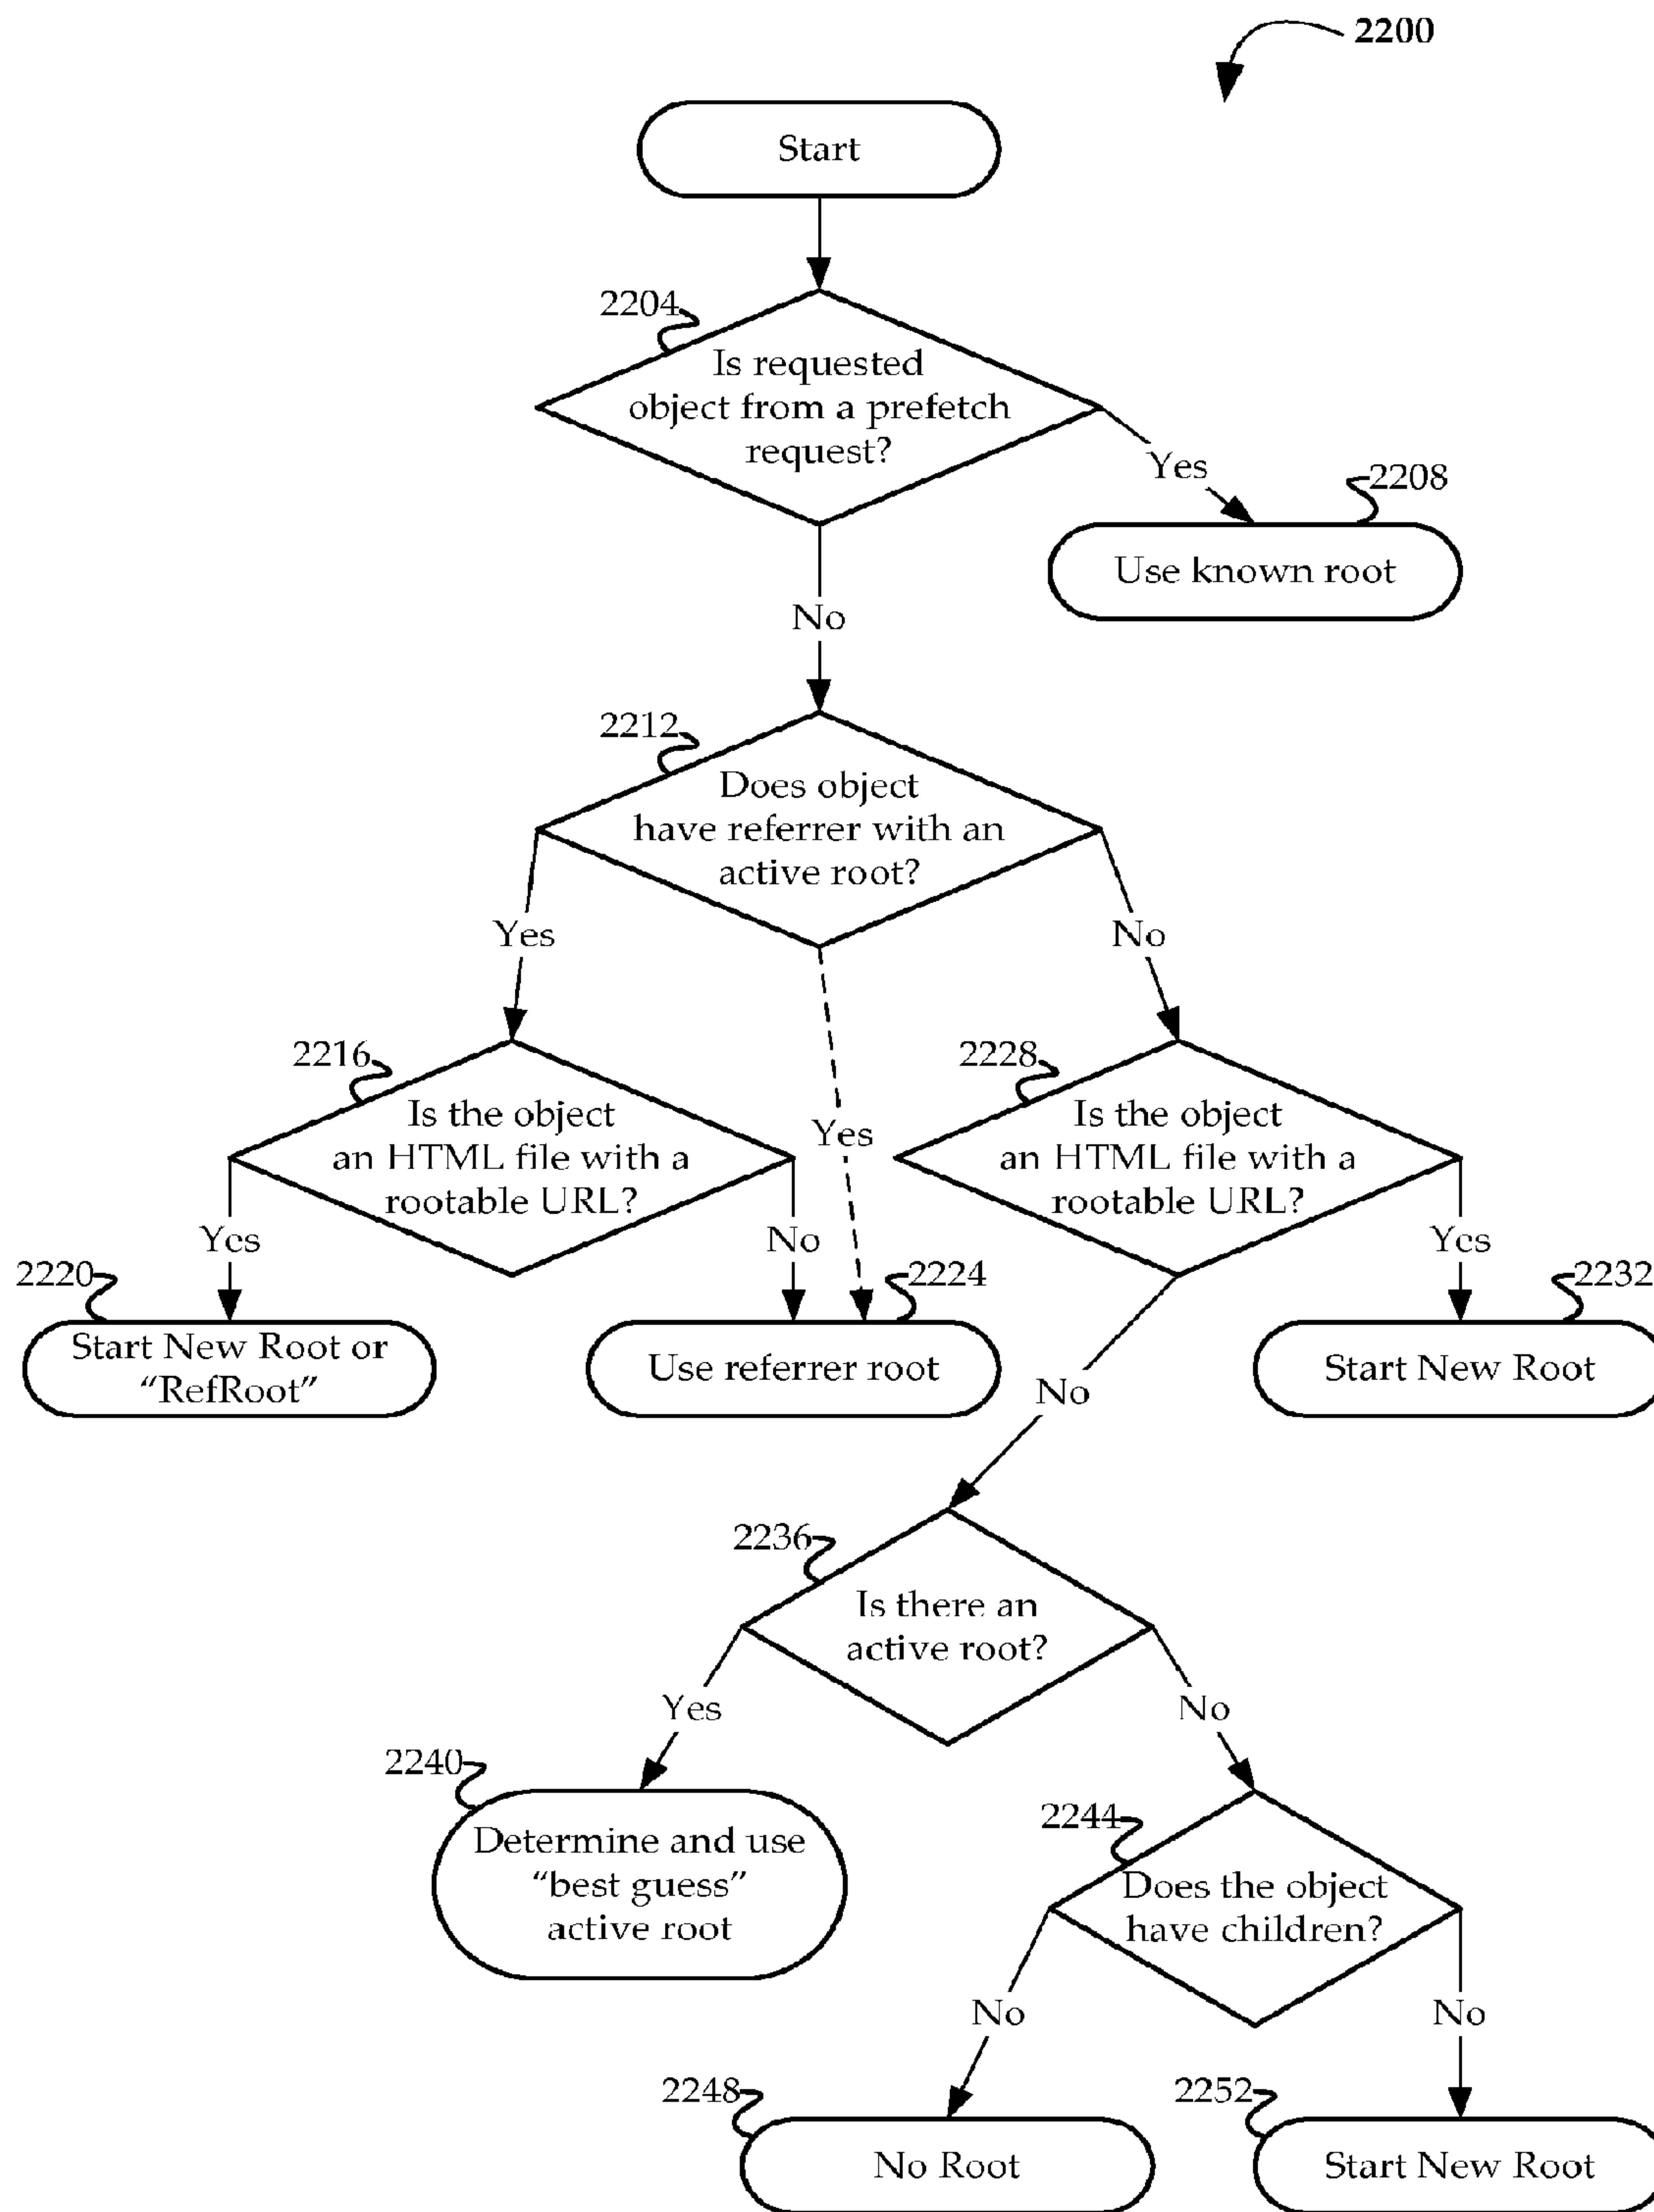 2200
Start
2204
Is requested
object from a prefetch
request?
Yes
2208
Use known root
No
2212
Does object
have referrer with an
active root?
Yes
No
2216
2228
Is the object
an HTML file with a
rootable URL?
Yes
Is the object
an HTML file with a
rootable URL?
Yes
No
Yes
2220
2224
2232
Start New Root or
“RefRoot”
Use referrer root
Start New Root
No
2236
Is there an
active root?
Yes
No
2240
Determine and use
“best guess”
active root
2244
Does the object
have children?
No
No
2248
2252
No Root
Start New Root